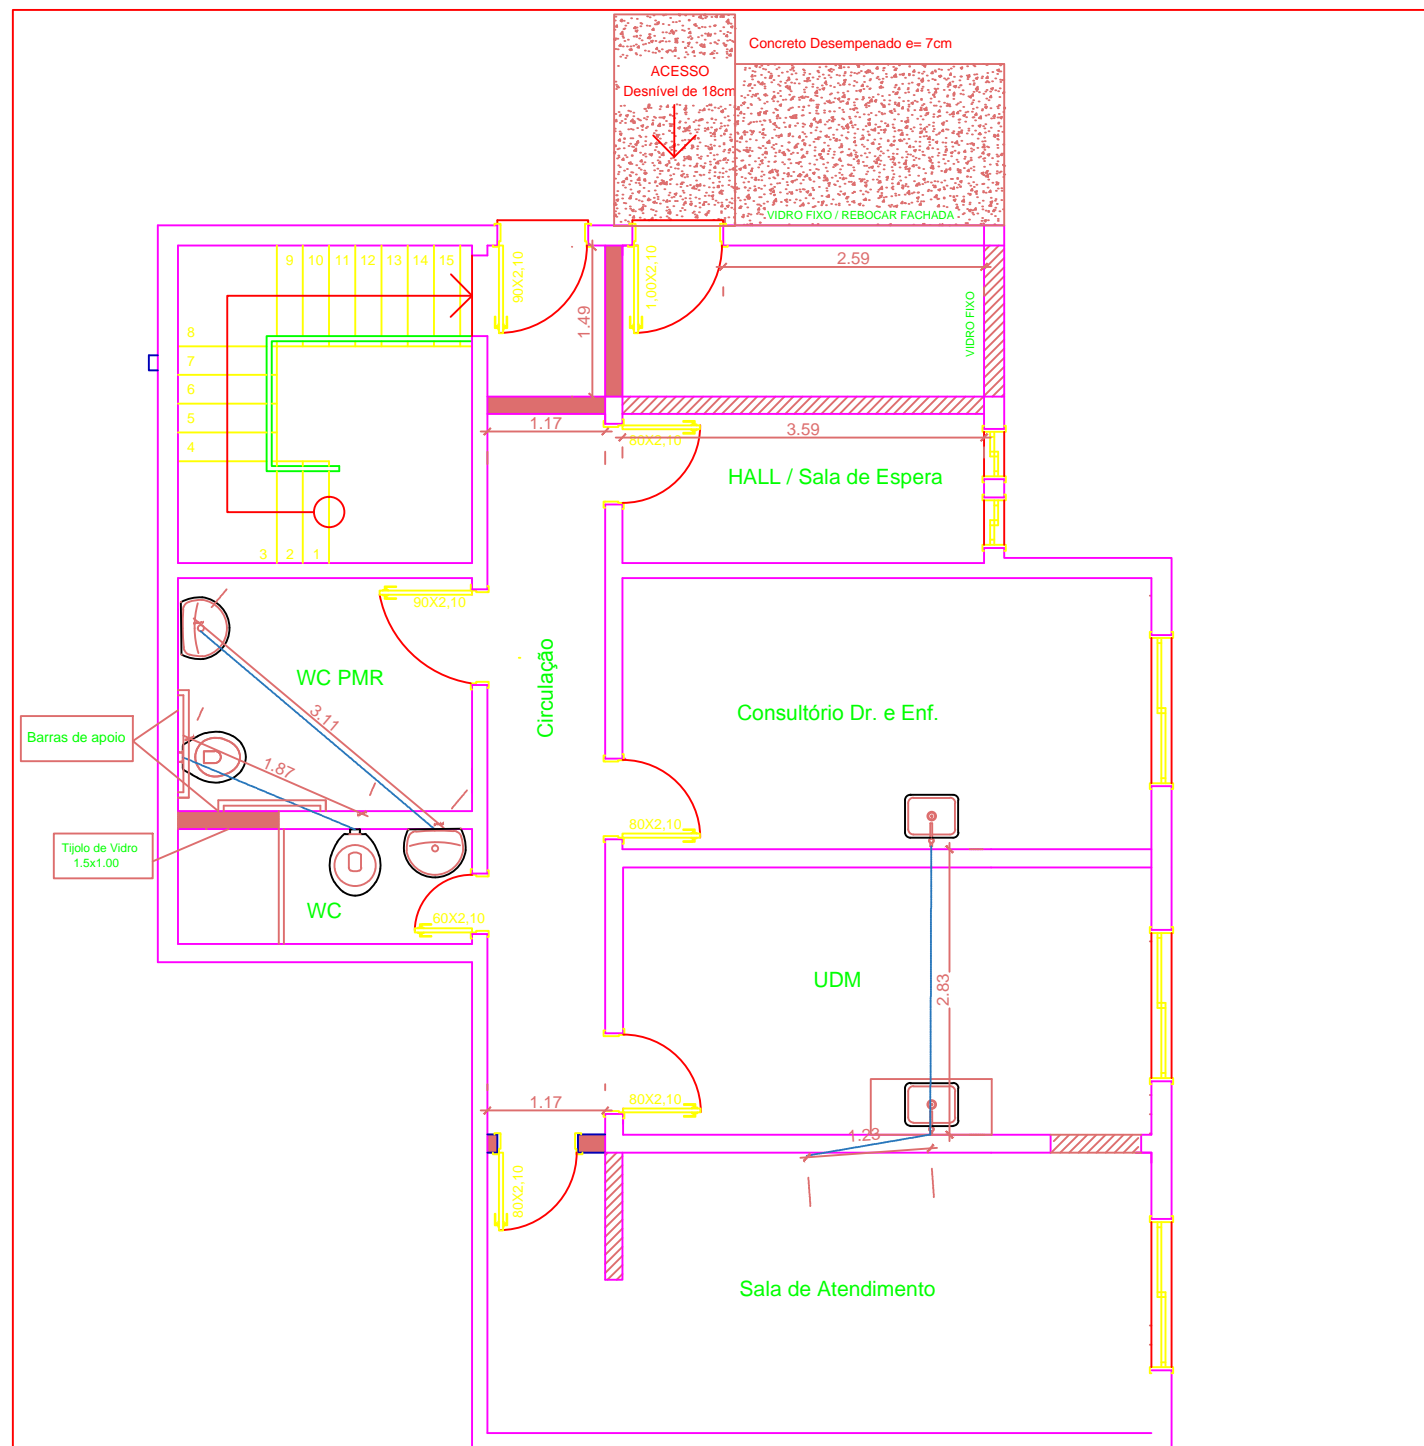 Concreto Desempenado e= 7cm
ACESSO
Desnível de 18cm
VIDRO FIXO / REBOCAR FACHADA
9 10 11 12 13 14 15
90X2,10
1.49
1.00X2,10
2.59
VIDRO FIXO
8
7
6
5
4
3 2 1
1.17
80X2,10
3.59
HALL / Sala de Espera
90X2,10
WC PMR
Circulação
3.11
1.87
Barras de apoio
Consultório Dr. e Enf.
80X2,10
Tijolo de Vidro
1.5x1.00
WC
60X2,10
UDM
2.83
1.17
80X2,10
1.23
80X2,10
Sala de Atendimento